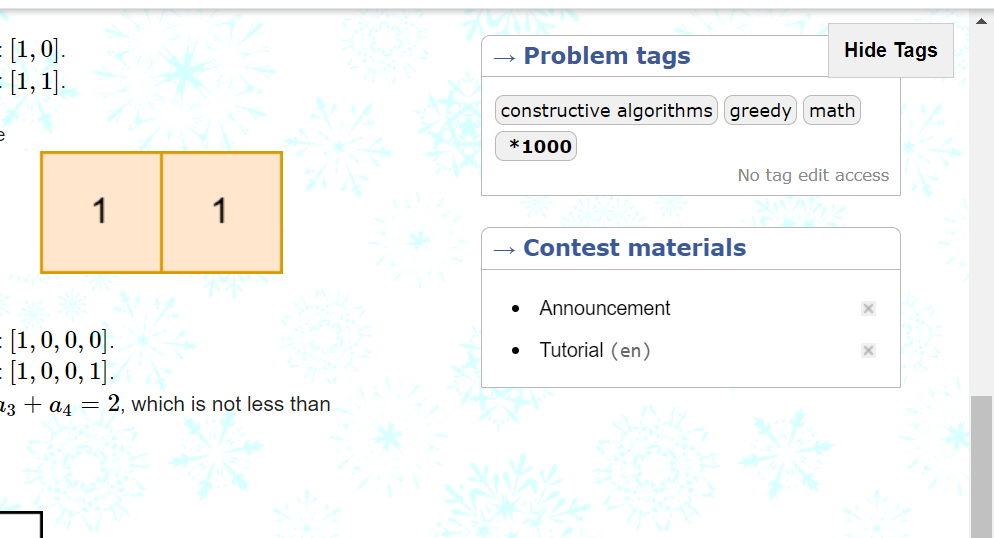 : [1, 0].
: [1, 1].
e
1 1
: [1, 0, 0, 0].
: [1, 0, 0, 1].
a₃ + a₄ = 2, which is not less than
→ Problem tags
Hide Tags
constructive algorithms greedy math
*1000
No tag edit access
→ Contest materials
• Announcement ×
• Tutorial (en) ×